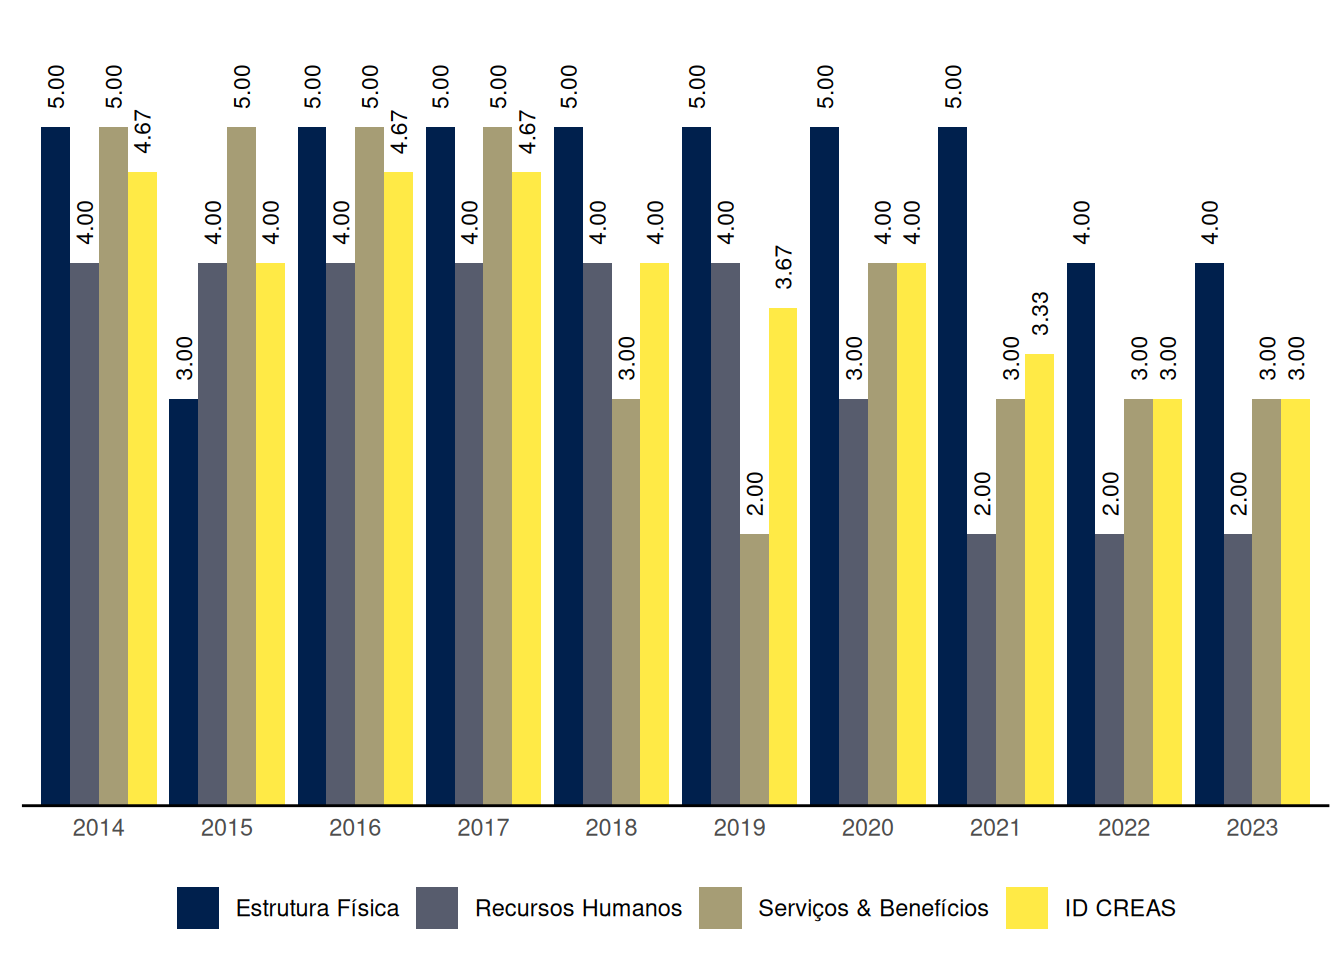 5.00 4.00 5.00 4.67
3.00 4.00 5.00 4.00
5.00 4.00 5.00 4.67
5.00 4.00 5.00 4.67
5.00 4.00 3.00 4.00
5.00 4.00 2.00 3.67
5.00 3.00 4.00 4.00
5.00 2.00 3.00 3.33
4.00 2.00 3.00 3.00
4.00 2.00 3.00 3.00
2014 2015 2016 2017 2018 2019 2020 2021 2022 2023
Estrutura Física Recursos Humanos Serviços & Benefícios ID CREAS